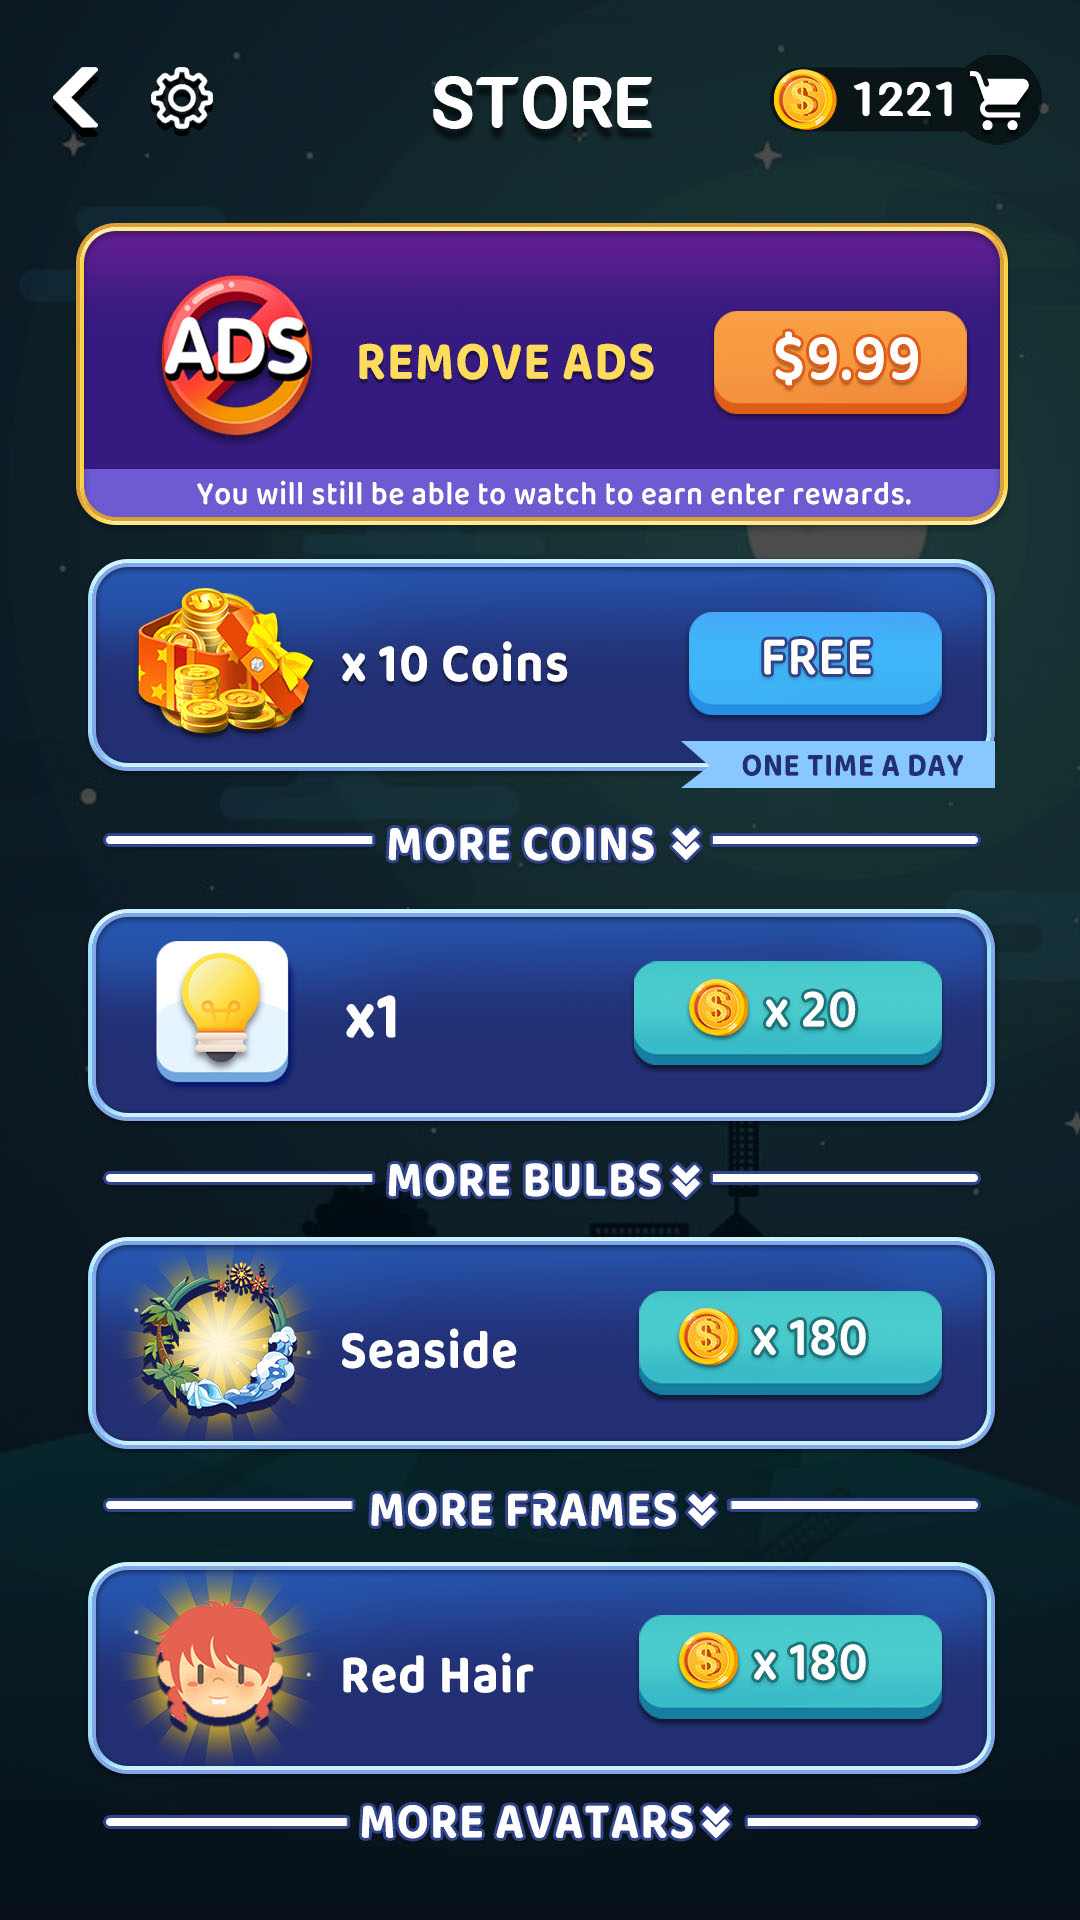 STORE
1221
ADS
REMOVE ADS
$9.99
You will still be able to watch to earn enter rewards.
x 10 Coins
FREE
ONE TIME A DAY
MORE COINS
x1
x 20
MORE BULBS
Seaside
x 180
MORE FRAMES
Red Hair
x 180
MORE AVATARS